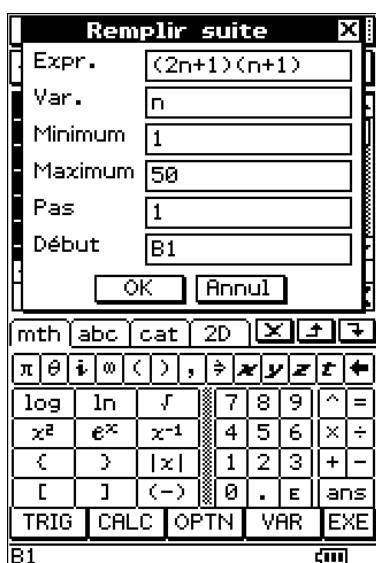 Remplir suite
Expr. (2n+1)(n+1)
Var. n
Minimum 1
Maximum 50
Pas 1
Début B1
OK Annul
mth abc cat 2D
π θ i ∞ ( ) , ÷ x y z t ←
log ln √ 7 8 9 ^ =
x² eˣ x⁻¹ 4 5 6 × ÷
( ) |x| 1 2 3 + −
[ ] (−) 0 . E ans
TRIG CALC OPTN VAR EXE
B1